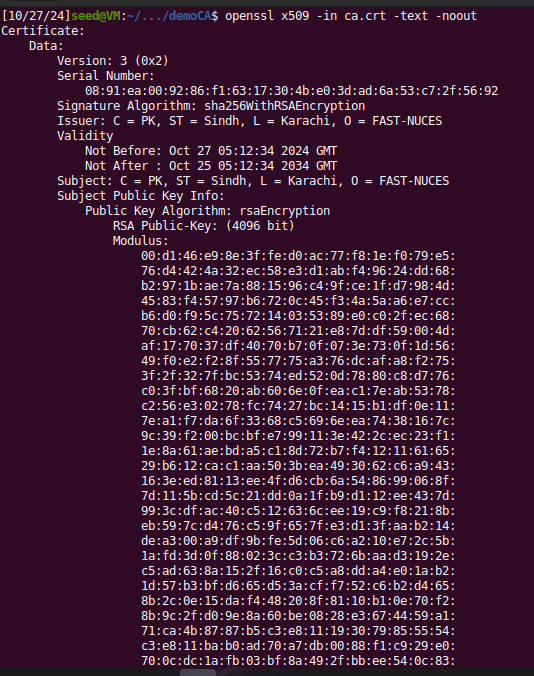 [10/27/24]seed@VM:~/.../demoCA$ openssl x509 -in ca.crt -text -noout
Certificate:
    Data:
        Version: 3 (0x2)
        Serial Number:
            08:91:ea:00:92:86:f1:63:17:30:4b:e0:3d:ad:6a:53:c7:2f:56:92
        Signature Algorithm: sha256WithRSAEncryption
        Issuer: C = PK, ST = Sindh, L = Karachi, O = FAST-NUCES
        Validity
            Not Before: Oct 27 05:12:34 2024 GMT
            Not After : Oct 25 05:12:34 2034 GMT
        Subject: C = PK, ST = Sindh, L = Karachi, O = FAST-NUCES
        Subject Public Key Info:
            Public Key Algorithm: rsaEncryption
                RSA Public-Key: (4096 bit)
                Modulus:
                    00:d1:46:e9:8e:3f:fe:d0:ac:77:f8:1e:f0:79:e5:
                    76:d4:42:4a:32:ec:58:e3:d1:ab:f4:96:24:dd:68:
                    b2:97:1b:ae:7a:88:15:96:c4:9f:ce:1f:d7:98:4d:
                    45:83:f4:57:97:b6:72:0c:45:f3:4a:5a:a6:e7:cc:
                    b6:d0:f9:5c:75:72:14:03:53:89:e0:c0:2f:ec:68:
                    70:cb:62:c4:20:62:56:71:21:e8:7d:df:59:00:4d:
                    af:17:70:37:df:40:70:b7:0f:07:3e:73:0f:1d:56:
                    49:f0:e2:f2:8f:55:77:75:a3:76:dc:af:a8:f2:75:
                    3f:2f:32:7f:bc:53:74:ed:52:0d:78:80:c8:d7:76:
                    c0:3f:bf:68:20:ab:60:6e:0f:ea:c1:7e:ab:53:78:
                    c2:56:e3:02:78:fc:74:27:bc:14:15:b1:df:0e:11:
                    7e:a1:f7:da:6f:33:68:c5:69:6e:ea:74:38:16:7c:
                    9c:39:f2:00:bc:bf:e7:99:11:3e:42:2c:ec:23:f1:
                    1e:8a:61:ae:bd:a5:c1:8d:72:b7:f4:12:11:61:65:
                    29:b6:12:ca:c1:aa:50:3b:ea:49:30:62:c6:a9:43:
                    16:3e:ed:81:13:ee:4f:d6:cb:6a:54:86:99:06:8f:
                    7d:11:5b:cd:5c:21:dd:0a:1f:b9:d1:12:ee:43:7d:
                    99:3c:df:ac:40:c5:12:63:6c:ee:19:c9:f8:21:8b:
                    eb:59:7c:d4:76:c5:9f:65:7f:e3:d1:3f:aa:b2:14:
                    de:a3:00:a9:df:9b:fe:5d:06:c6:a2:10:e7:2c:5b:
                    1a:fd:3d:0f:88:02:3c:c3:b3:72:6b:aa:d3:19:2e:
                    c5:ad:63:8a:15:2f:16:c0:c5:a8:dd:a4:e0:1a:b2:
                    1d:57:b3:bf:d6:65:d5:3a:cf:f7:52:c6:b2:d4:65:
                    8b:2c:0e:15:da:f4:48:20:8f:81:10:b1:0e:70:f2:
                    8b:9c:2f:d0:9e:8a:60:be:08:28:e3:67:44:59:a1:
                    71:ca:4b:87:87:b5:c3:e8:11:19:30:79:85:55:54:
                    c3:e8:11:ba:b0:ad:70:a7:db:00:88:f1:c9:29:e0:
                    70:0c:dc:1a:fb:03:bf:8a:49:2f:bb:ee:54:0c:83: